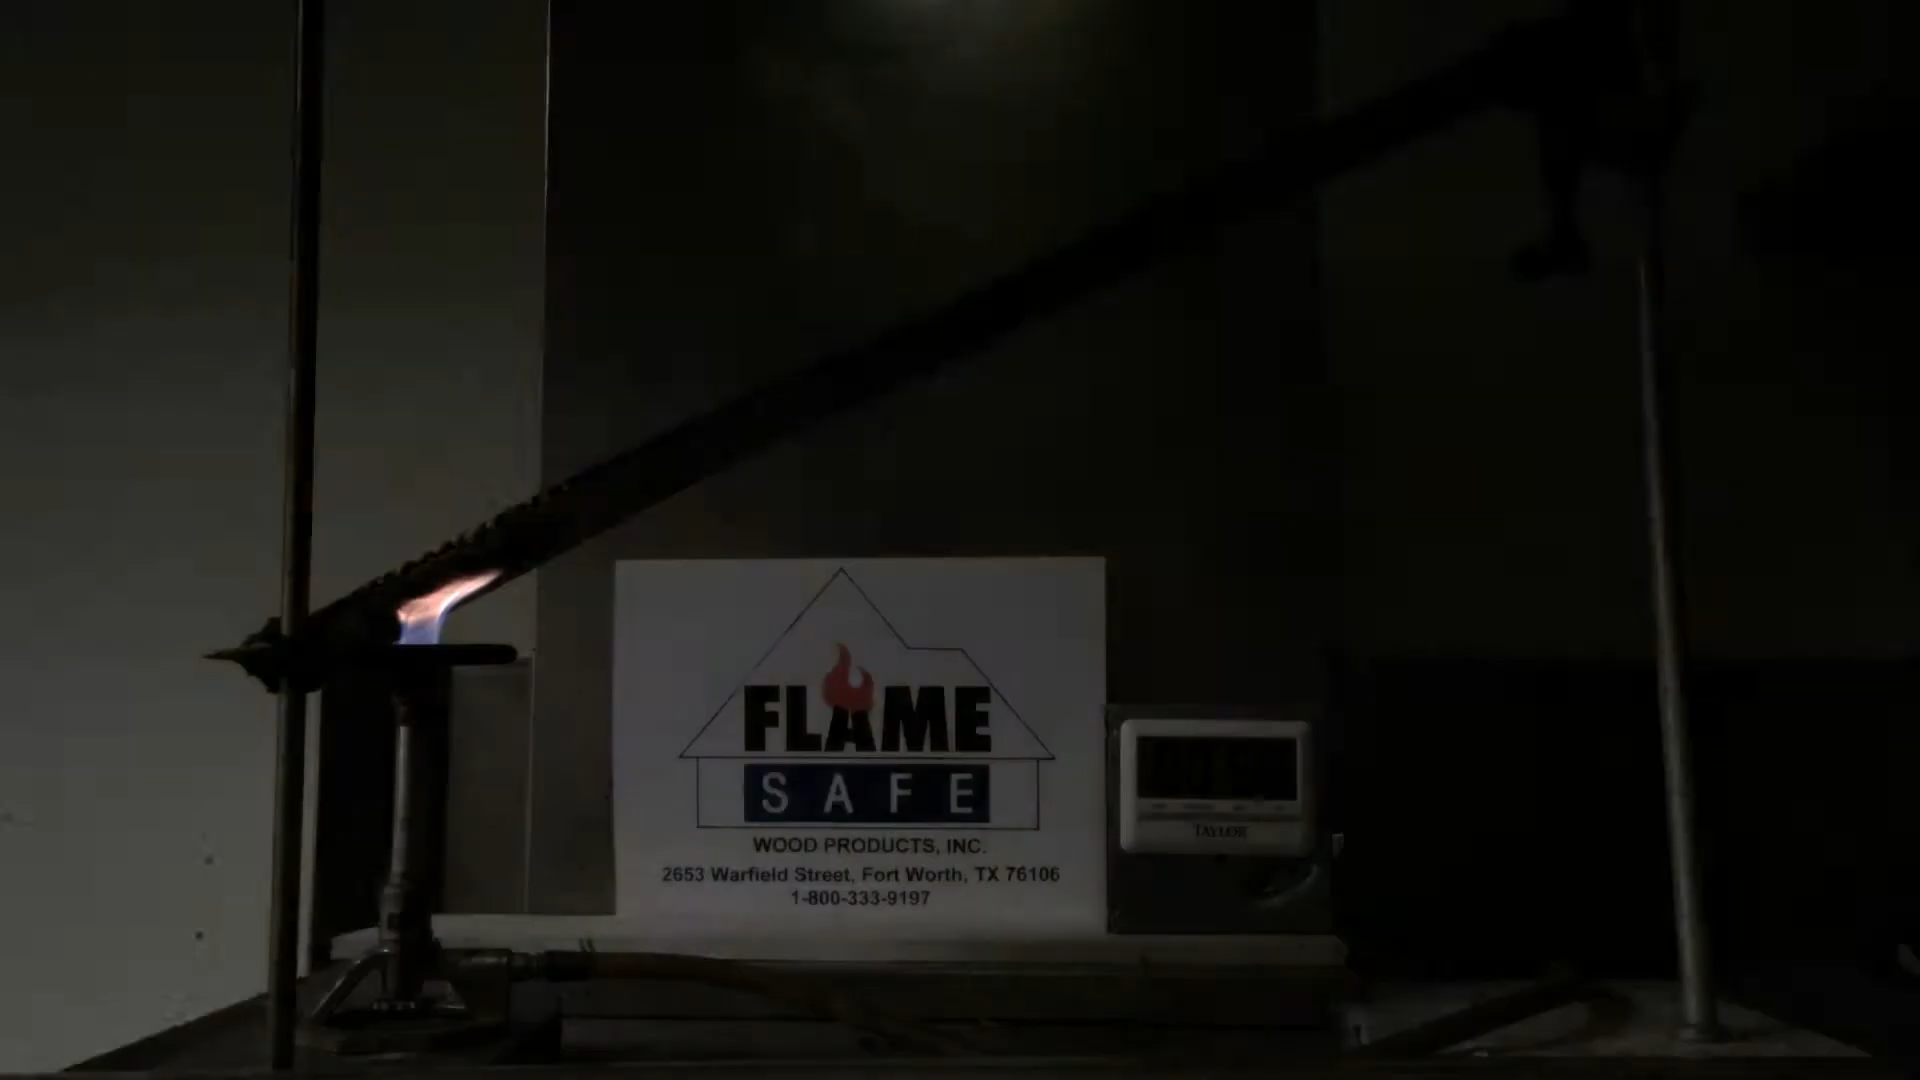 FLAME
SAFE
WOOD PRODUCTS, INC.
2653 Warfield Street, Fort Worth, TX 76106
1-800-333-9197
TAYLOR